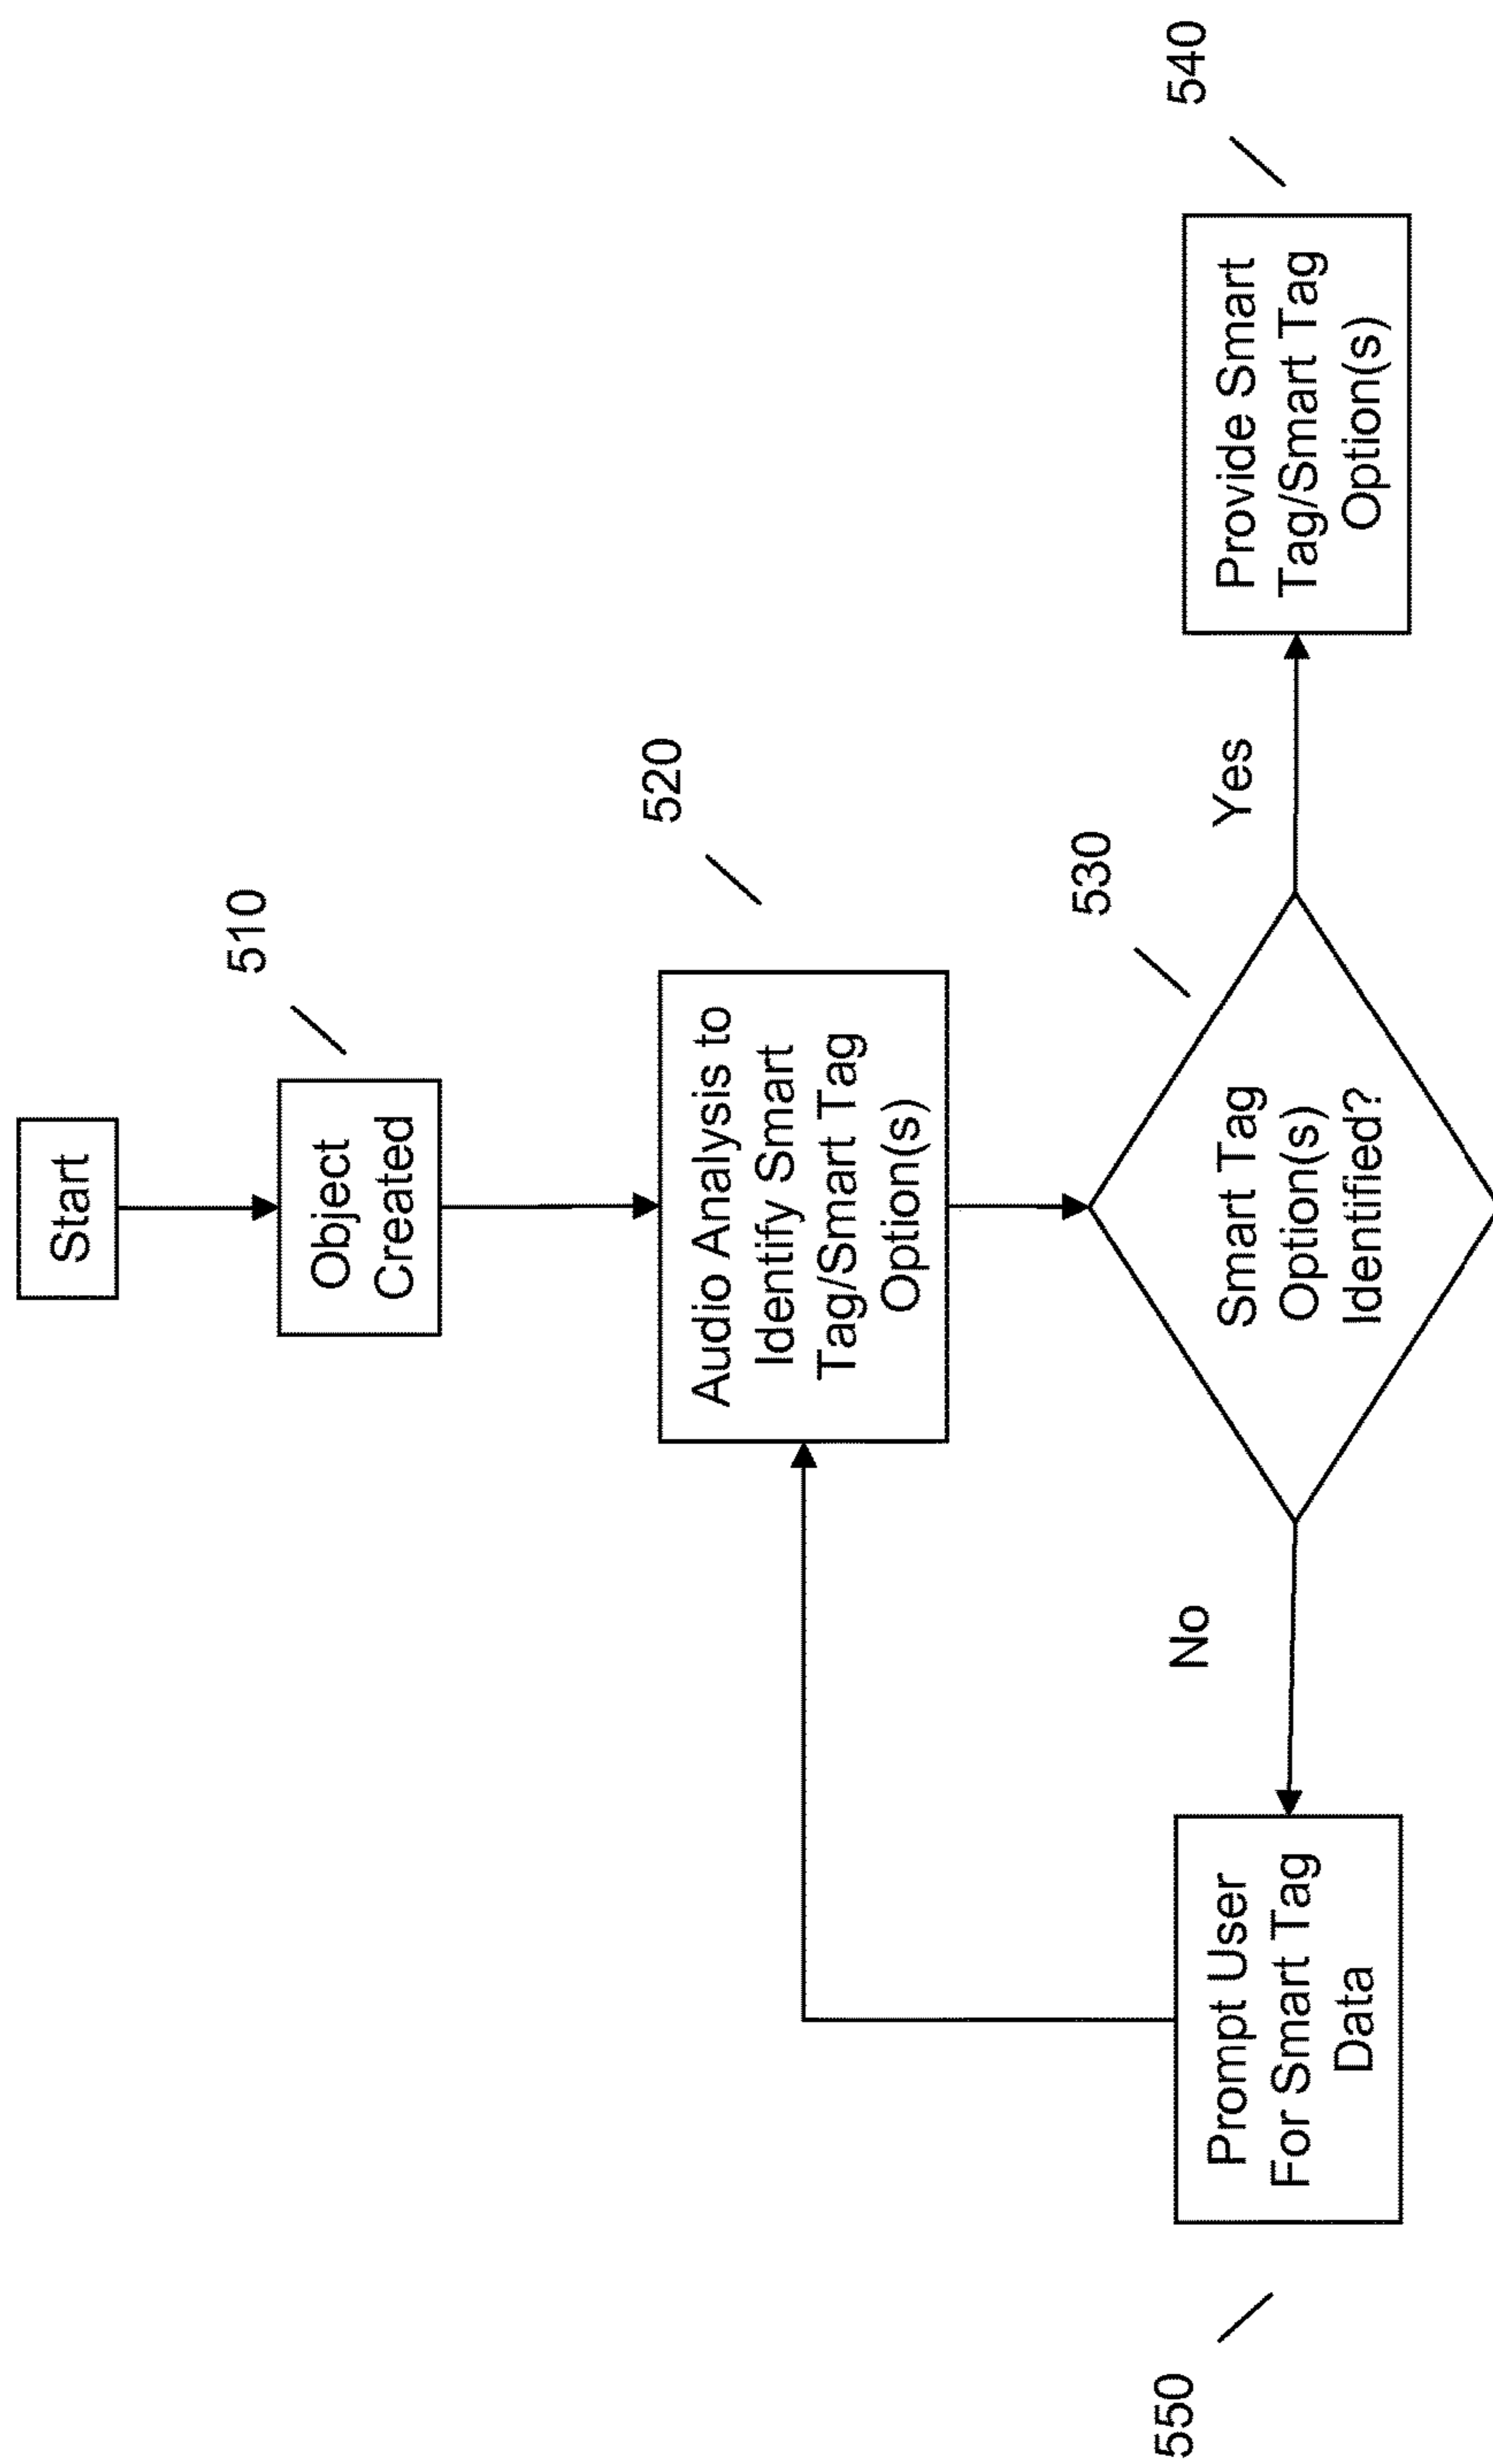 Start
510
Object
Created
520
Audio Analysis to
Identify Smart
Tag/Smart Tag
Option(s)
530
Smart Tag
Option(s)
Identified?
Yes
540
Provide Smart
Tag/Smart Tag
Option(s)
No
550
Prompt User
For Smart Tag
Data